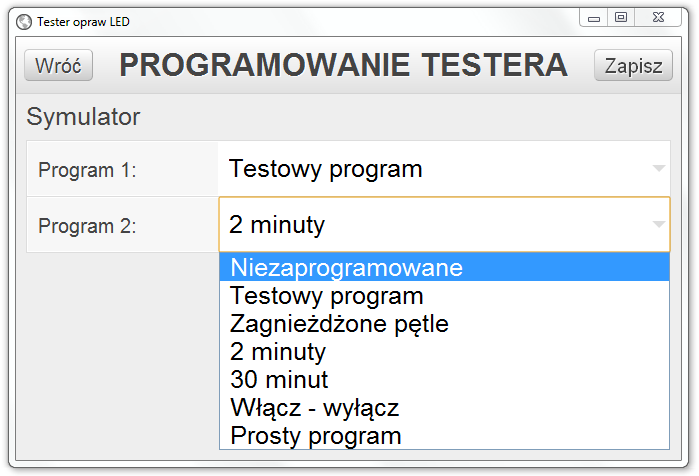 Tester opraw LED
Wróć
PROGRAMOWANIE TESTERA
Zapisz
Symulator
Program 1:
Testowy program
Program 2:
2 minuty
Niezaprogramowane
Testowy program
Zagnieżdżone pętle
2 minuty
30 minut
Włącz - wyłącz
Prosty program